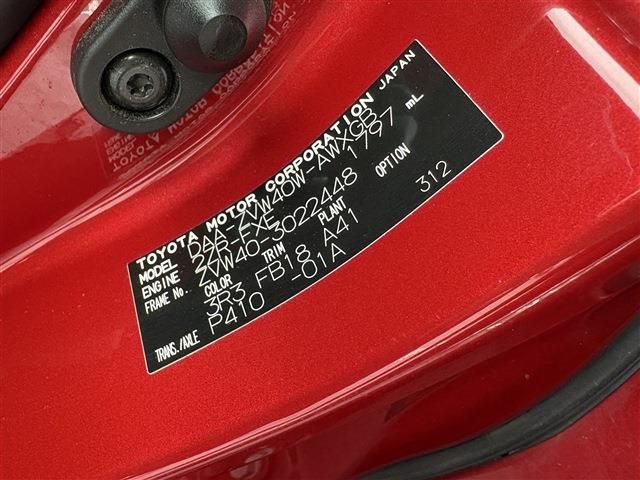 TOYOTA MOTOR CORPORATION JAPAN
MODEL DAA-ZVW40W-AWXGB
ENGINE 2ZR-FXE 1797 mL
FRAME No. ZVW40-3022448
COLOR TRIM PLANT OPTION
3R3 FB18 A41 312
TRANS./AXLE P410 01A